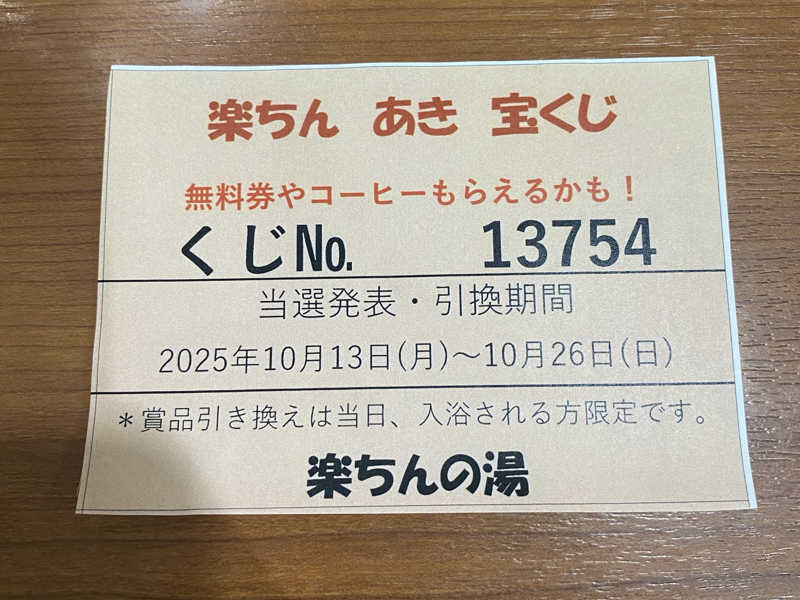 楽ちん あき 宝くじ
無料券やコーヒーもらえるかも！
くじ№ 13754
当選発表・引換期間
2025年10月13日(月)～10月26日(日)
＊賞品引き換えは当日、入浴される方限定です。
楽ちんの湯